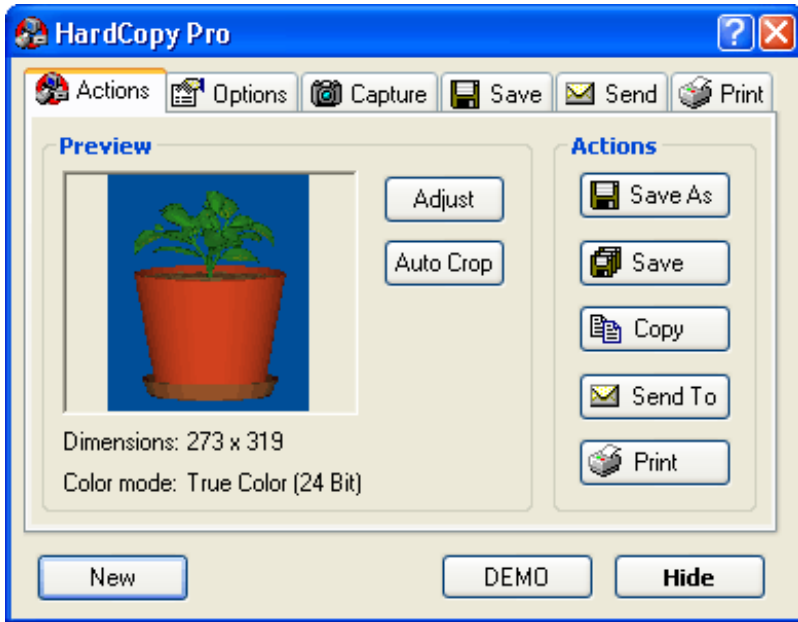 HardCopy Pro
Actions Options Capture Save Send Print
Preview
Adjust
Auto Crop
Dimensions: 273 x 319
Color mode: True Color (24 Bit)
Actions
Save As
Save
Copy
Send To
Print
New DEMO Hide